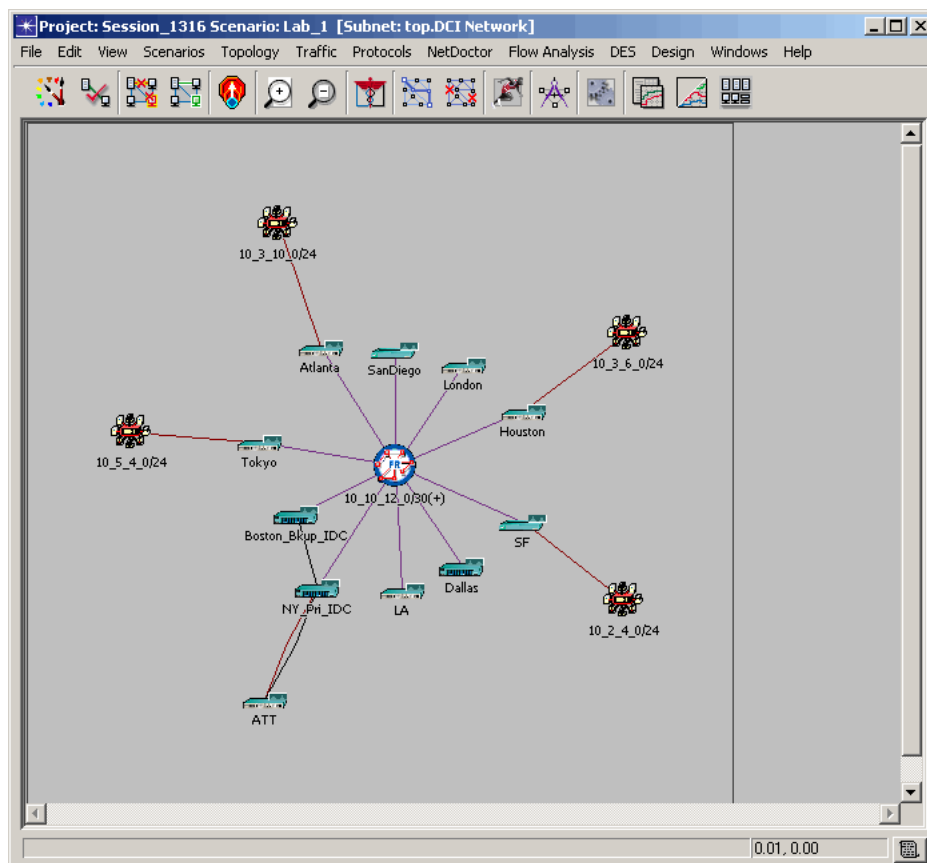 Project: Session_1316 Scenario: Lab_1 [Subnet: top.DCI Network]
File Edit View Scenarios Topology Traffic Protocols NetDoctor Flow Analysis DES Design Windows Help
10_3_10_0/24
10_3_6_0/24
Atlanta
SanDiego
London
Houston
10_5_4_0/24
Tokyo
FR
10_10_12_0/30(+)
Boston_Bkup_IDC
SF
Dallas
NY_Pri_IDC
LA
10_2_4_0/24
ATT
0.01, 0.00